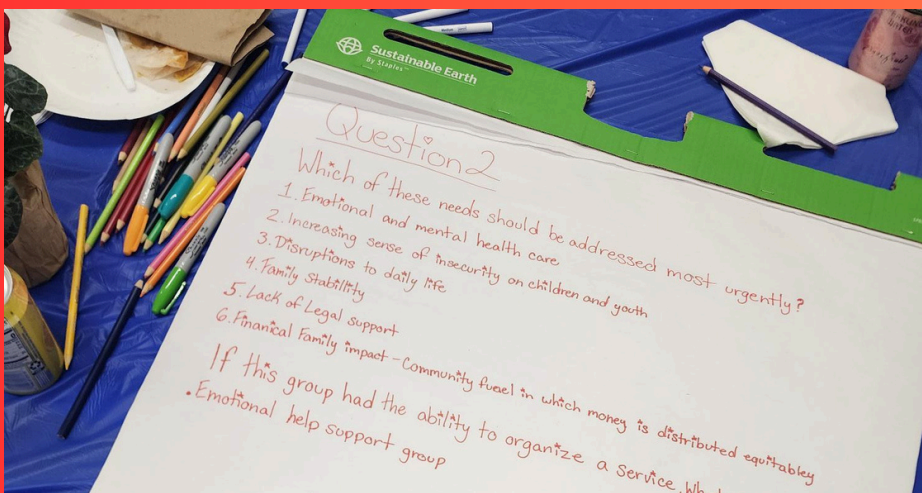 Sustainable Earth
By Staples
Question 2
Which of these needs should be addressed most urgently?
1. Emotional and mental health care
2. Increasing sense of insecurity on children and youth
3. Disruptions to daily life
4. Family Stabillity
5. Lack of Legal support
6. Finanical Family impact - Community fuael in which money is distributed equitabley
If this group had the ability to organize a service,
• Emotional help support group